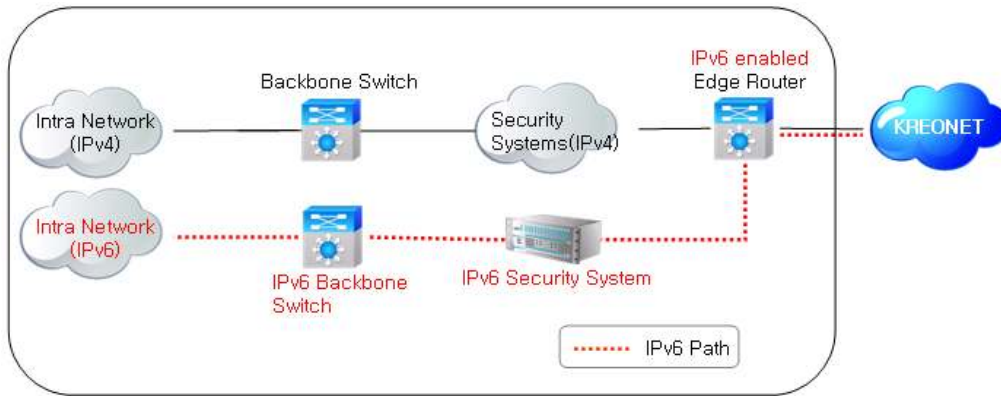 IPv6 enabled
Backbone Switch
Edge Router
Intra Network
(IPv4)
Security
Systems(IPv4)
KREONET
Intra Network
(IPv6)
IPv6 Backbone
Switch
IPv6 Security System
IPv6 Path